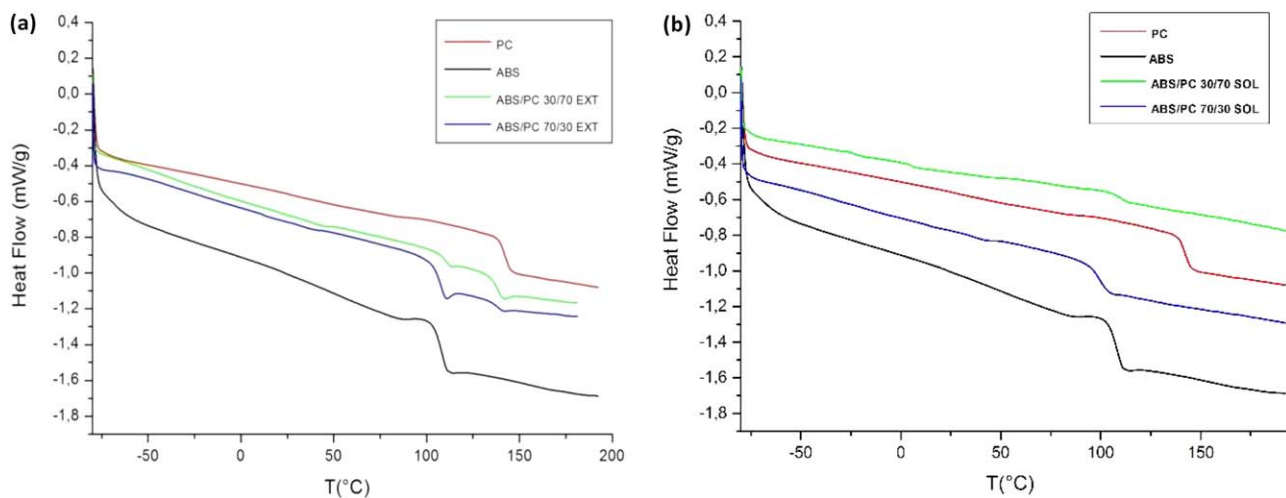 (a)
PC
ABS
ABS/PC 30/70 EXT
ABS/PC 70/30 EXT
0,4
0,2
0,0
-0,2
-0,4
-0,6
-0,8
-1,0
-1,2
-1,4
-1,6
-1,8
Heat Flow (mW/g)
-50
0
50
100
150
200
T(°C)
(b)
PC
ABS
ABS/PC 30/70 SOL
ABS/PC 70/30 SOL
0,4
0,2
0,0
-0,2
-0,4
-0,6
-0,8
-1,0
-1,2
-1,4
-1,6
-1,8
Heat Flow (mW/g)
-50
0
50
100
150
T(°C)